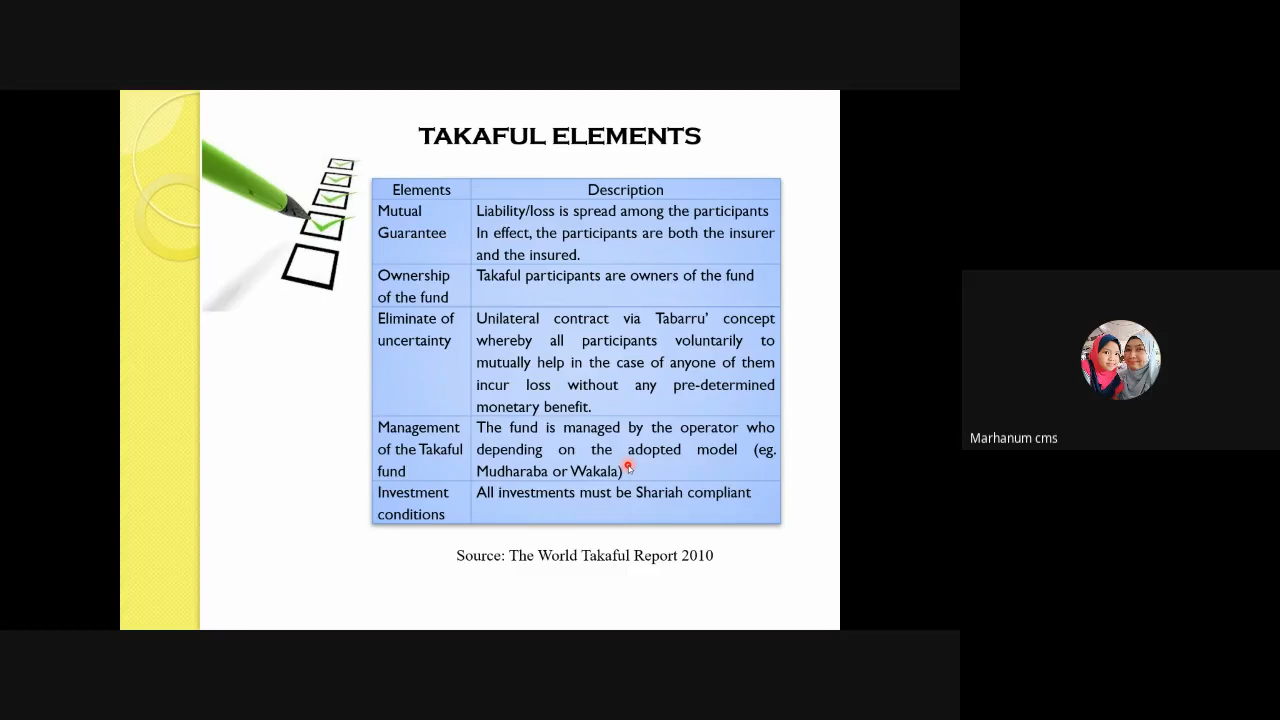 TAKAFUL ELEMENTS
Elements
Description
Mutual
Guarantee
Liability/loss is spread among the participants
In effect, the participants are both the insurer
and the insured.
Ownership
of the fund
Takaful participants are owners of the fund
Eliminate of
uncertainty
Unilateral contract via Tabarru’ concept
whereby all participants voluntarily to
mutually help in the case of anyone of them
incur loss without any pre-determined
monetary benefit.
Management
of the Takaful
fund
The fund is managed by the operator who
depending on the adopted model (eg.
Mudharaba or Wakala)
Investment
conditions
All investments must be Shariah compliant
Source: The World Takaful Report 2010
Marhanum cms